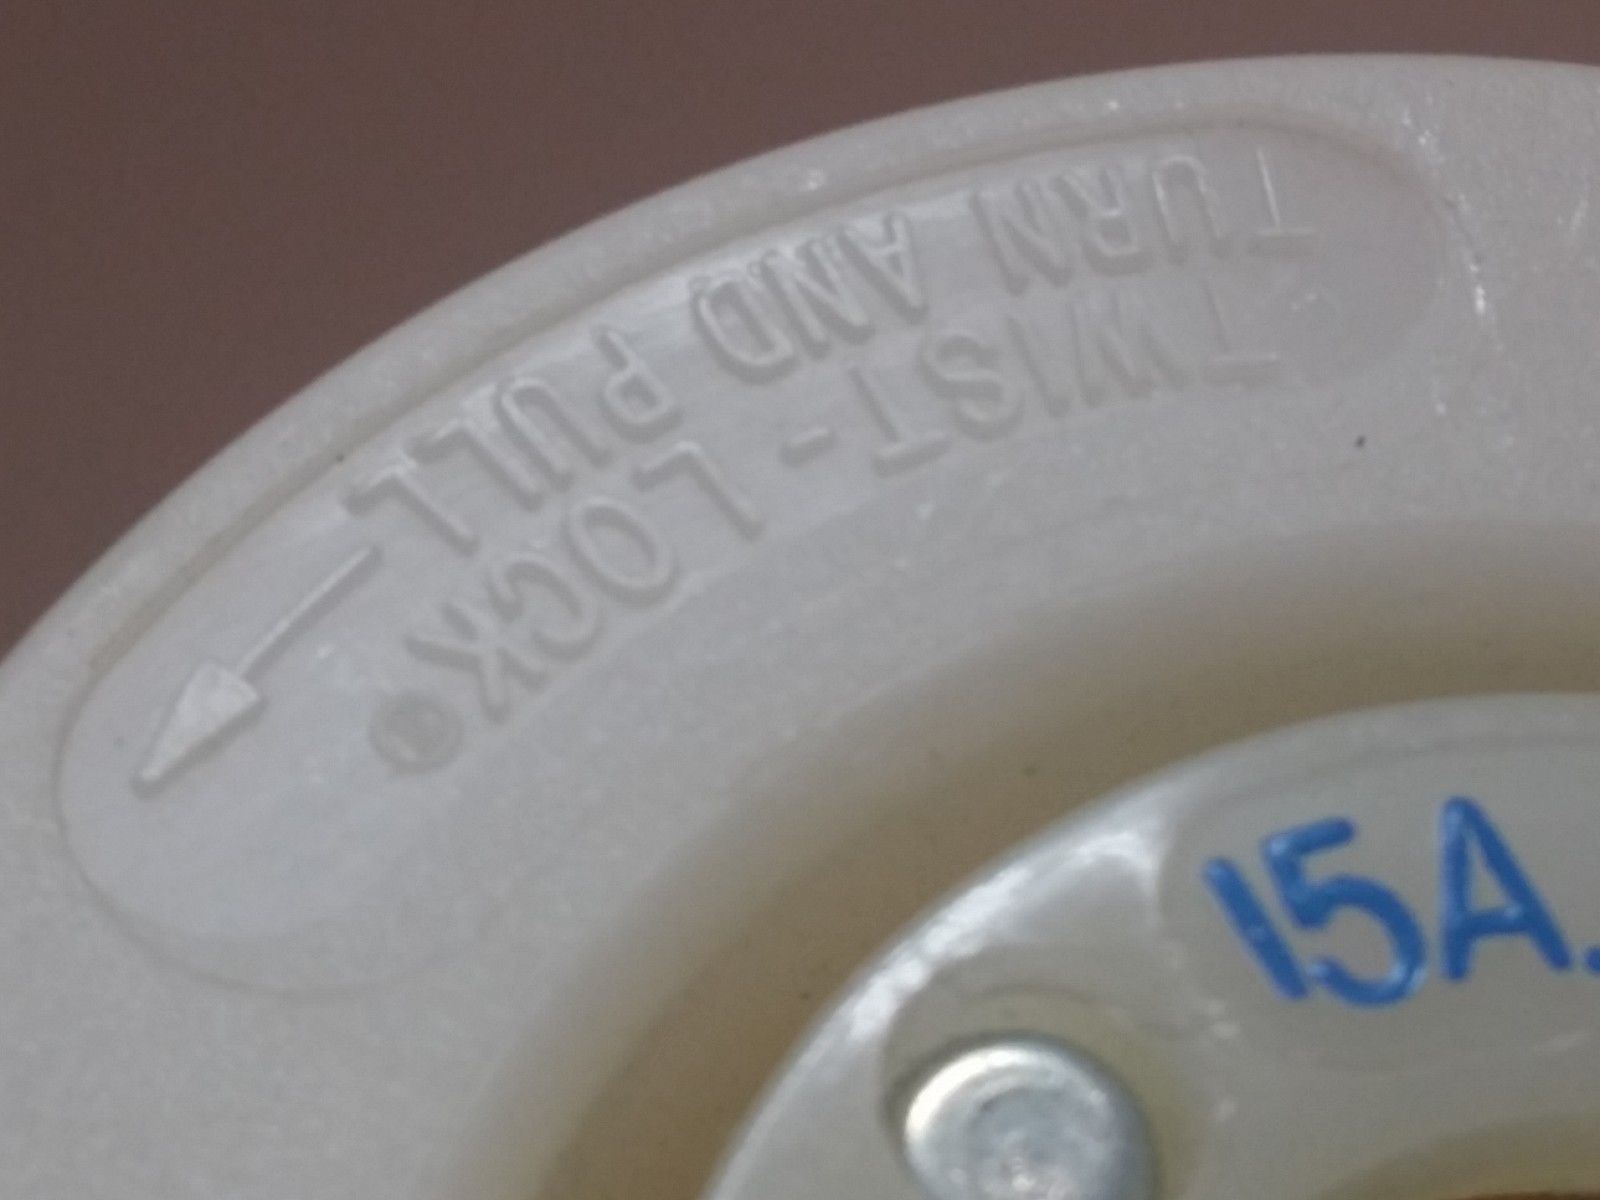 TWIST-LOCK®
TURN AND PULL
15A.